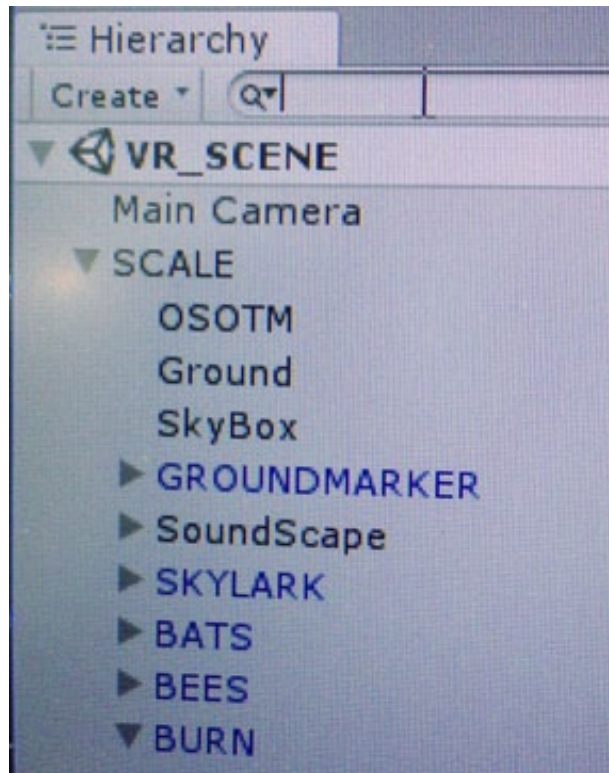 Hierarchy
Create
VR_SCENE
Main Camera
SCALE
OSOTM
Ground
SkyBox
GROUNDMARKER
SoundScape
SKYLARK
BATS
BEES
BURN